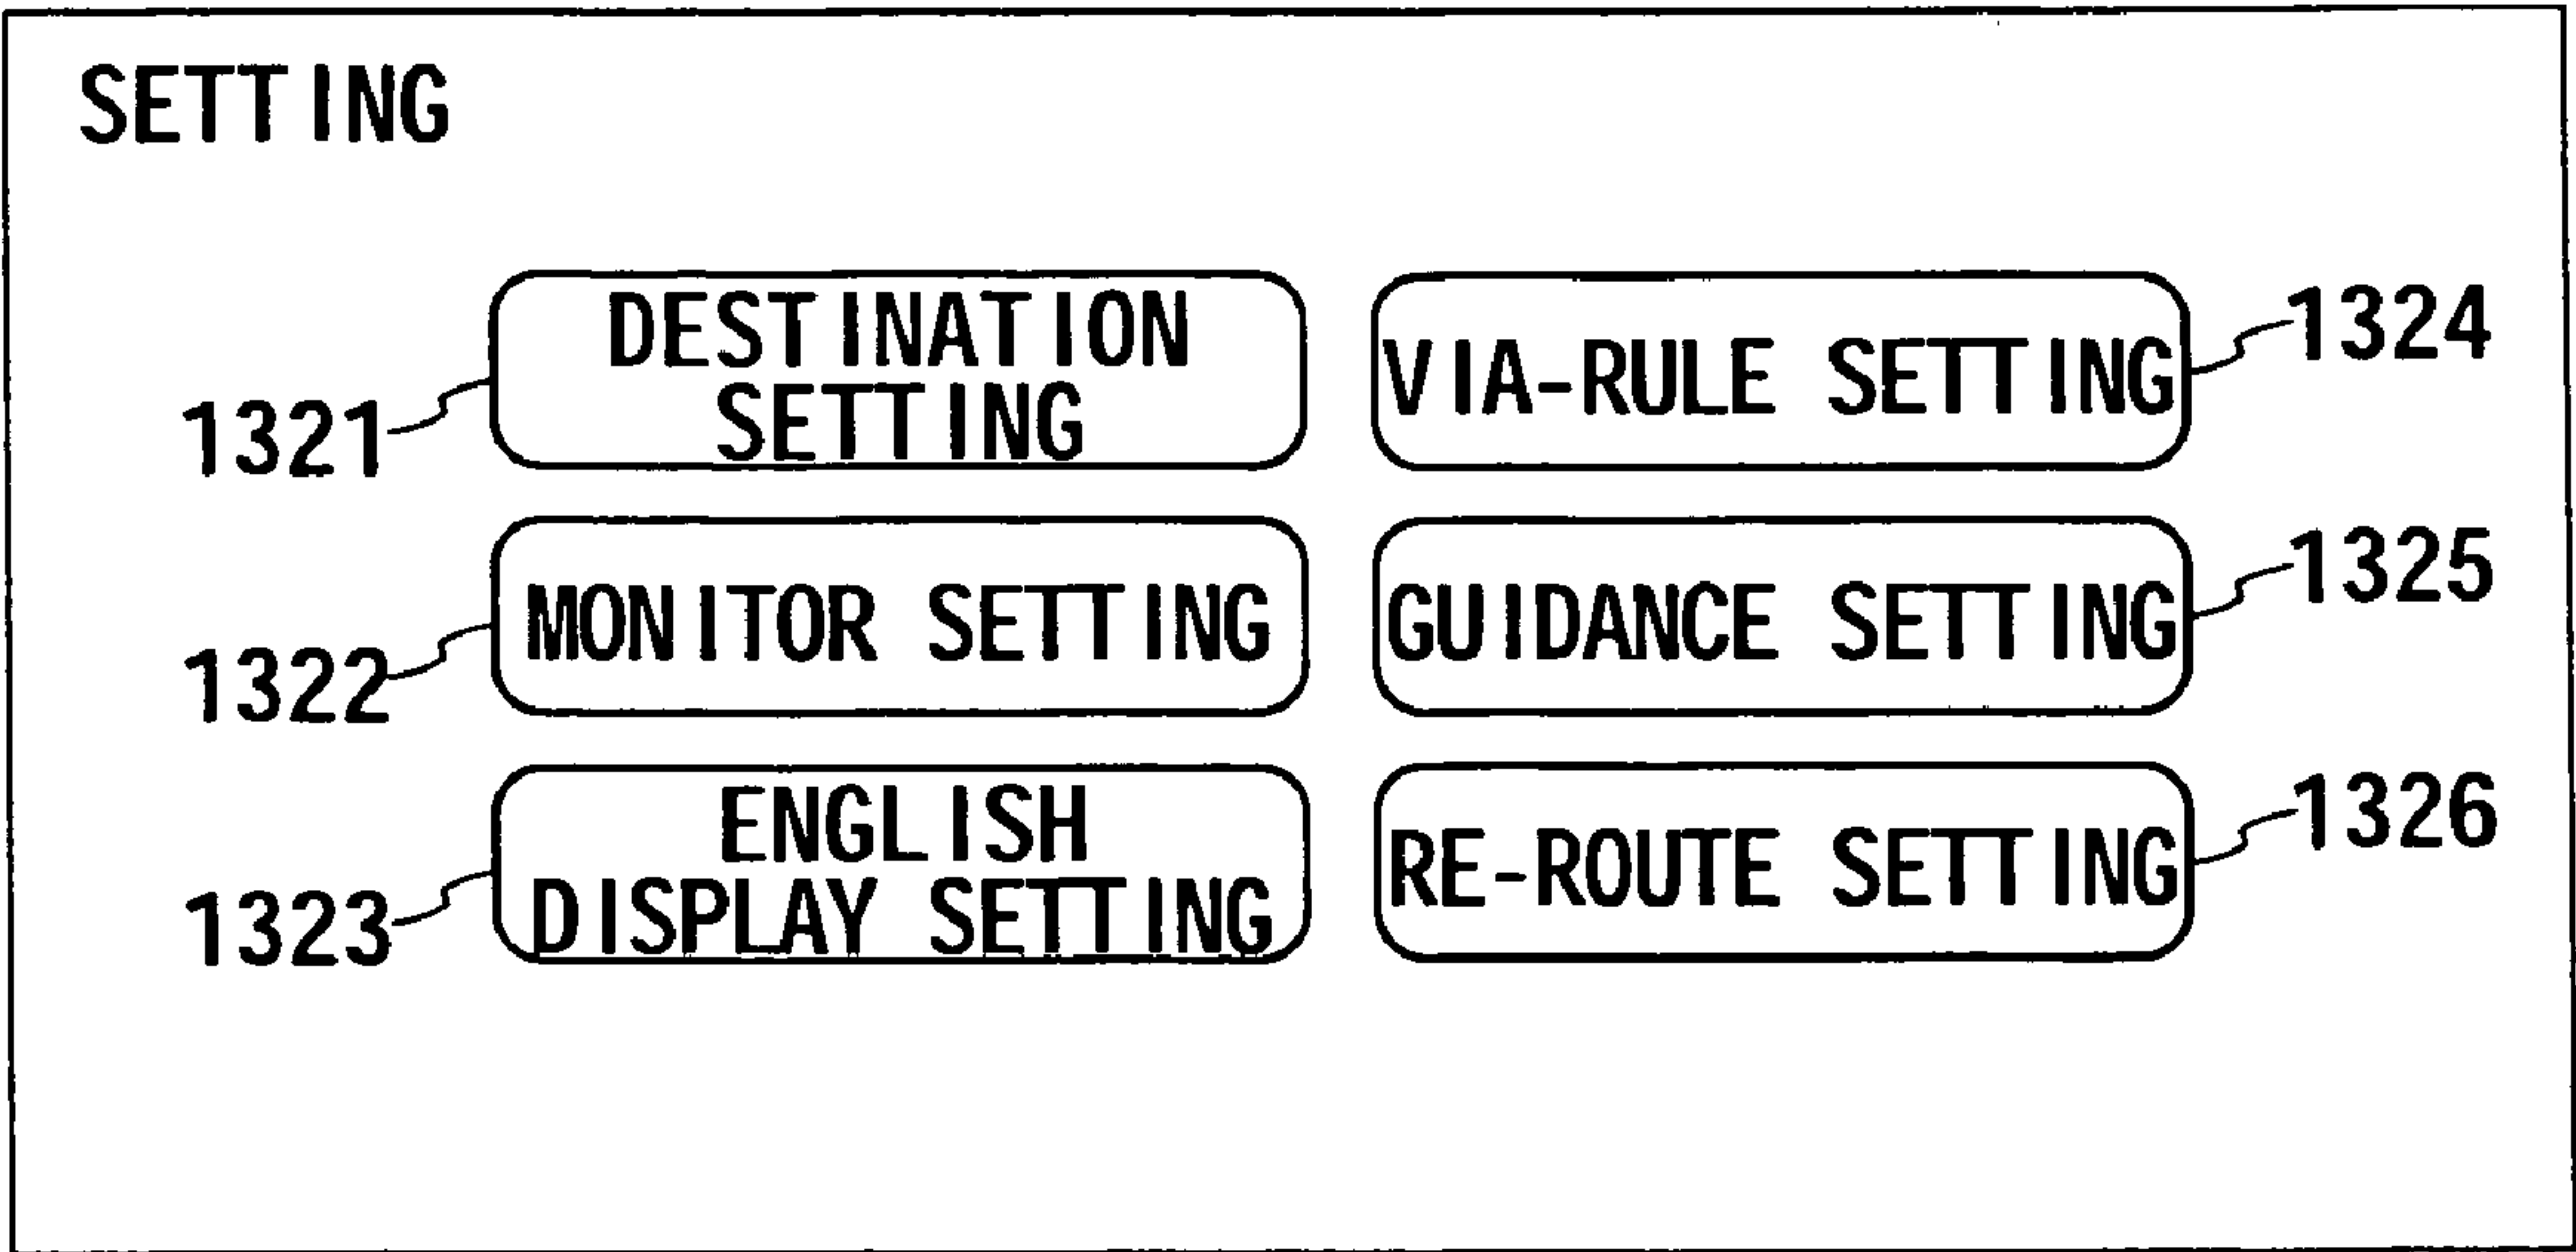 SETTING
DESTINATION
SETTING
1321
VIA-RULE SETTING
1324
MONITOR SETTING
1322
GUIDANCE SETTING
1325
ENGLISH
DISPLAY SETTING
1323
RE-ROUTE SETTING
1326